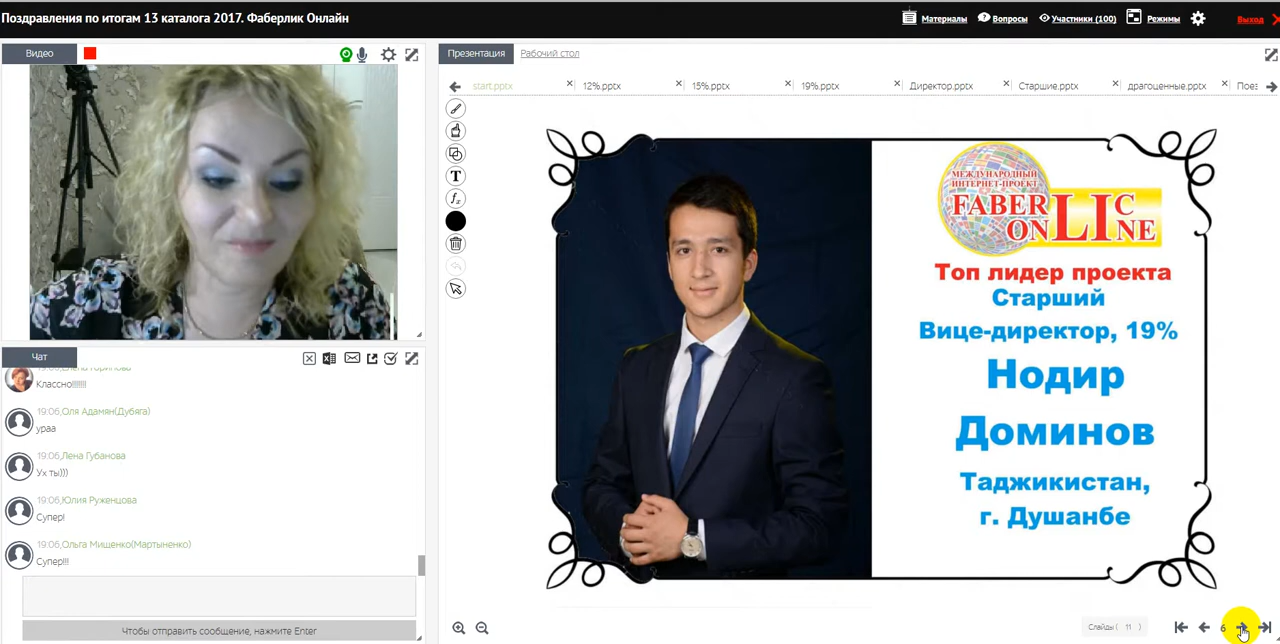 Поздравления по итогам 13 каталога 2017. Фаберлик Онлайн
Материалы
Вопросы
Участники (100)
Режимы
Выход
Видео
Презентация
Рабочий стол
start.pptx
12%.pptx
15%.pptx
19%.pptx
Директор.pptx
Старшие.pptx
драгоценные.pptx
T
fx
МЕЖДУНАРОДНЫЙ
ИНТЕРНЕТ-ПРОЕКТ
FABERLIC
ONLINE
Топ лидер проекта
Старший
Вице-директор, 19%
Нодир
Доминов
Таджикистан,
г. Душанбе
Чат
Классно!!!!!!!
19:06,Оля Адамян(Дубяга)
ураа
19:06,Лена Губанова
Ух ты)))
19:06,Юлия Руженцова
Супер!
19:06,Ольга Мищенко(Мартыненко)
Супер!!!
Чтобы отправить сообщение, нажмите Enter
Слайды ( 11 )
6